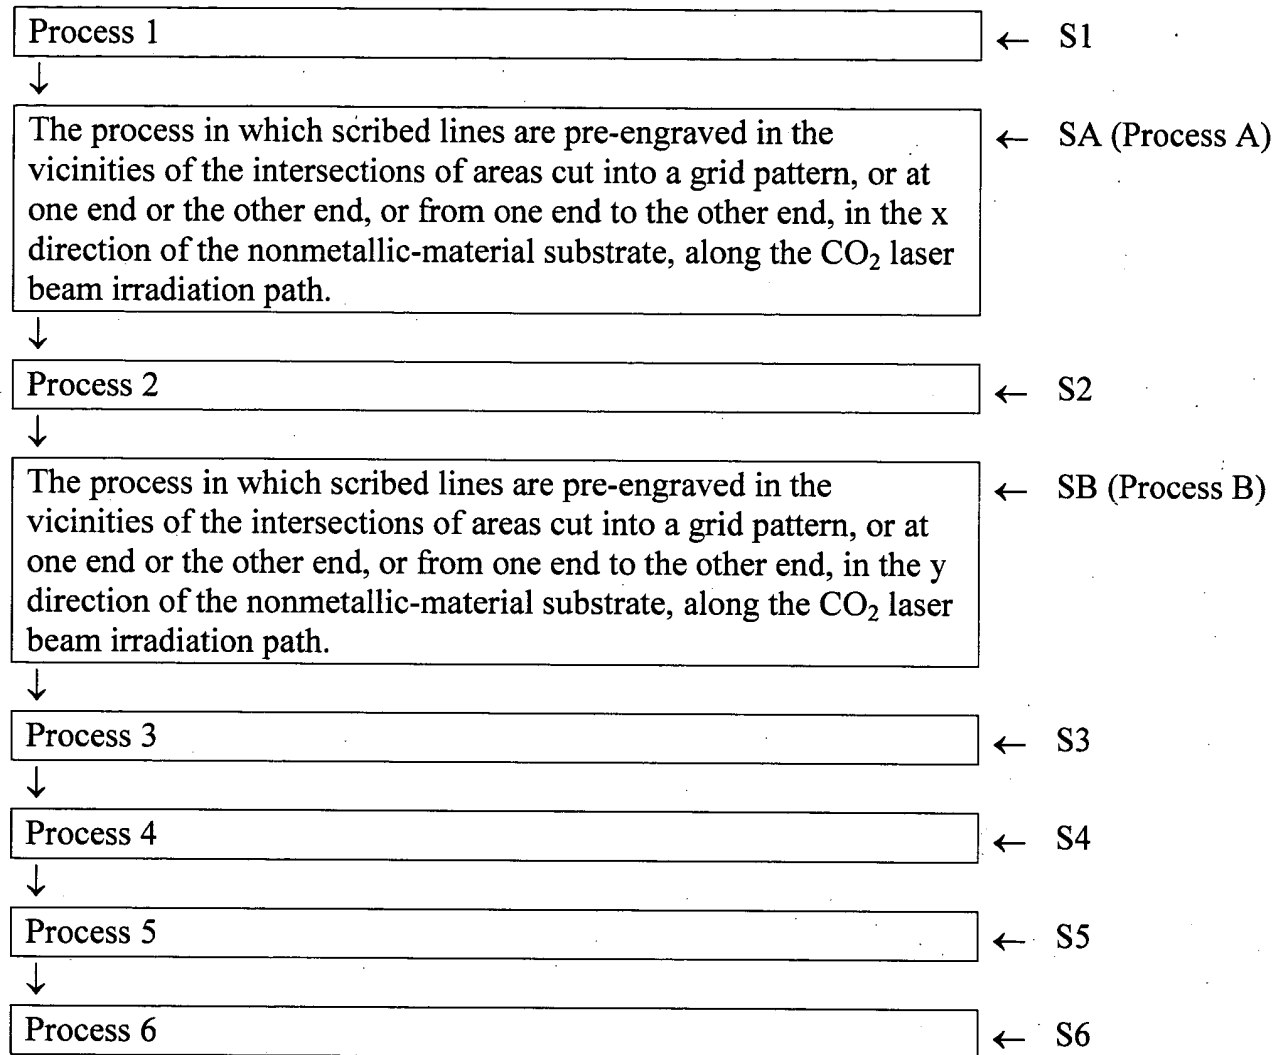 Process 1 ← S1
↓
The process in which scribed lines are pre-engraved in the ← SA (Process A)
vicinities of the intersections of areas cut into a grid pattern, or at
one end or the other end, or from one end to the other end, in the x
direction of the nonmetallic-material substrate, along the CO₂ laser
beam irradiation path.
↓
Process 2 ← S2
↓
The process in which scribed lines are pre-engraved in the ← SB (Process B)
vicinities of the intersections of areas cut into a grid pattern, or at
one end or the other end, or from one end to the other end, in the y
direction of the nonmetallic-material substrate, along the CO₂ laser
beam irradiation path.
↓
Process 3 ← S3
↓
Process 4 ← S4
↓
Process 5 ← S5
↓
Process 6 ← S6